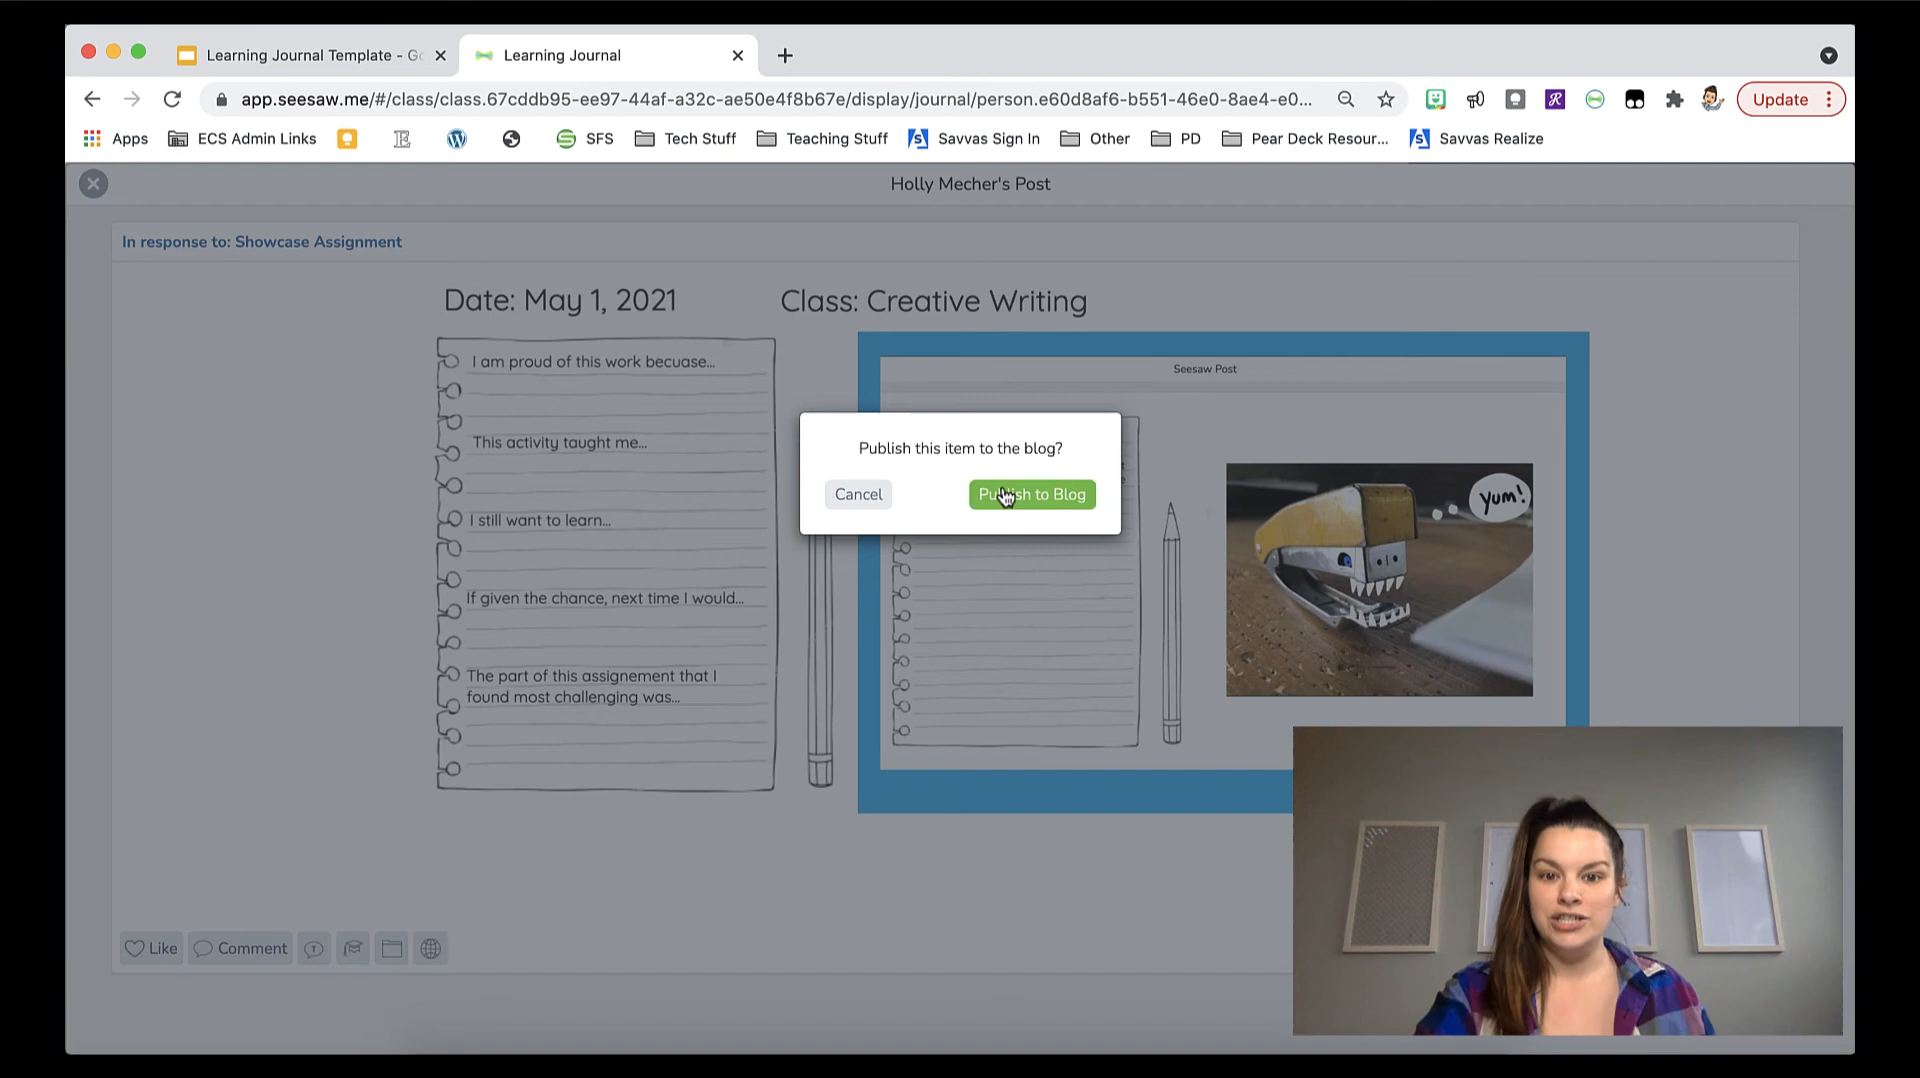 Learning Journal Template - Go
Learning Journal
app.seesaw.me/#/class/class.67cddb95-ee97-44af-a32c-ae50e4f8b67e/display/journal/person.e60d8af6-b551-46e0-8ae4-e0...
Update
Apps
ECS Admin Links
SFS
Tech Stuff
Teaching Stuff
Savvas Sign In
Other
PD
Pear Deck Resour...
Savvas Realize
Holly Mecher's Post
In response to: Showcase Assignment
Date: May 1, 2021
Class: Creative Writing
I am proud of this work becuase...
This activity taught me...
I still want to learn...
If given the chance, next time I would...
The part of this assignement that I
found most challenging was...
Seesaw Post
Publish this item to the blog?
Cancel
Publish to Blog
yum!
Like
Comment